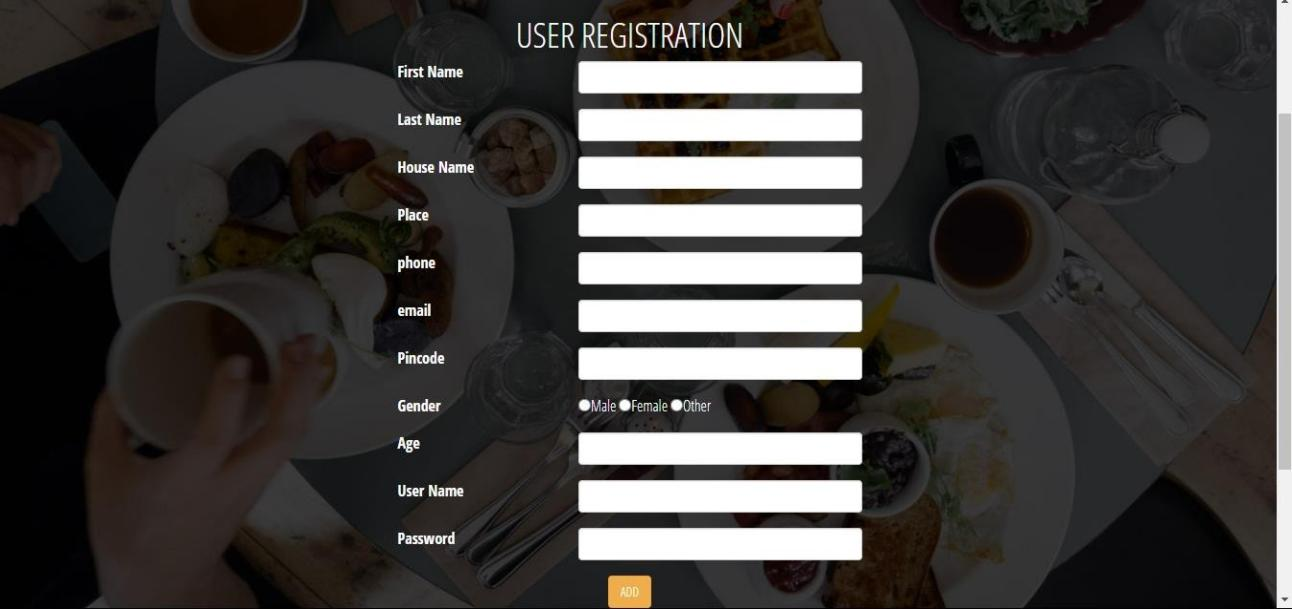 USER REGISTRATION
First Name
Last Name
House Name
Place
phone
email
Pincode
Gender Male Female Other
Age
User Name
Password
ADD